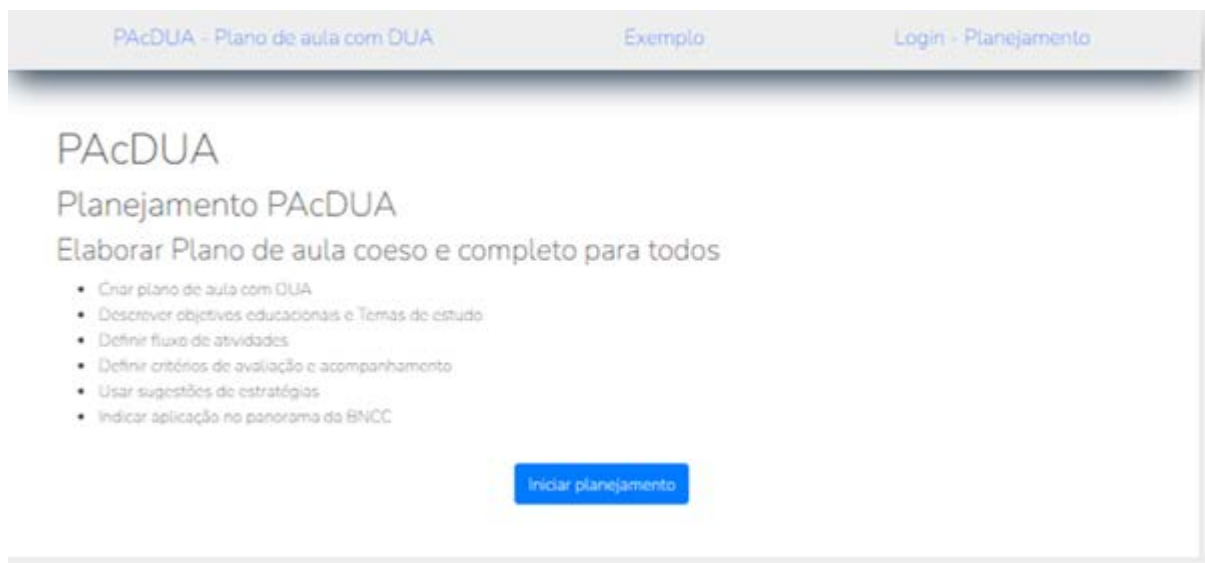 PAcDUA - Plano de aula com DUA Exemplo Login - Planejamento
PAcDUA
Planejamento PAcDUA
Elaborar Plano de aula coeso e completo para todos
• Criar plano de aula com DUA
• Descrever objetivos educacionais e Temas de estudo
• Definir fluxo de atividades
• Definir critérios de avaliação e acompanhamento
• Usar sugestões de estratégias
• Indicar aplicação no panorama da BNCC
Iniciar planejamento